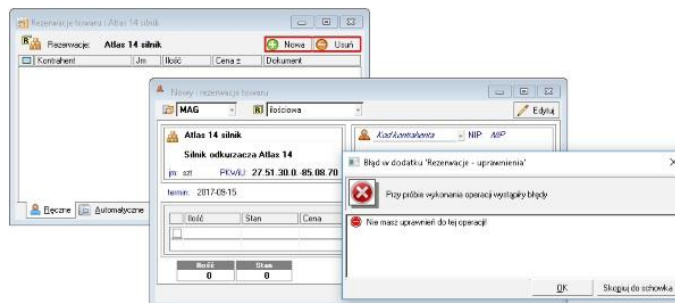 Rezerwacje towaru : Atlas 14 silnik
Rezerwacje: Atlas 14 silnik
Nowa Usuń
Kontrahent Jm Ilość Cena z Dokument
Ręczne Automatyczne
Nowy : rezerwacja towaru
MAG ilościowa Edytuj
Atlas 14 silnik
Silnik odkurzacza Atlas 14
jm: szt PKWiU: 27.51.30.0.-85.08.70
Kod kontrahenta NIP NIP
termin: 2017-09-15
Ilość Stan Cena
Ilość Stan
0 0
Błąd w dodatku 'Rezerwacje - uprawnienia'
Przy próbie wykonania operacji wystąpiły błędy
Nie masz uprawnień do tej operacji!
OK Skopiuj do schowka